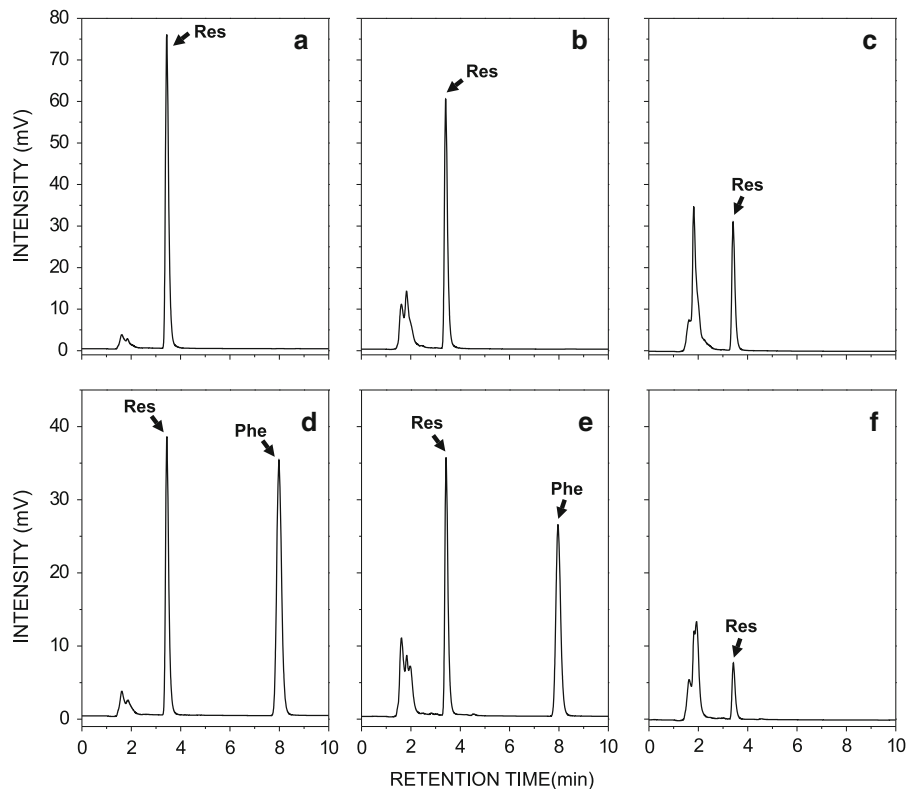 80
70
60
50
40
30
20
10
0
INTENSITY (mV)
Res
a
Res
b
Res
c
40
30
20
10
0
INTENSITY (mV)
Res
Phe
d
Res
Phe
e
Res
f
0 2 4 6 8 10
0 2 4 6 8 10
0 2 4 6 8 10
RETENTION TIME(min)